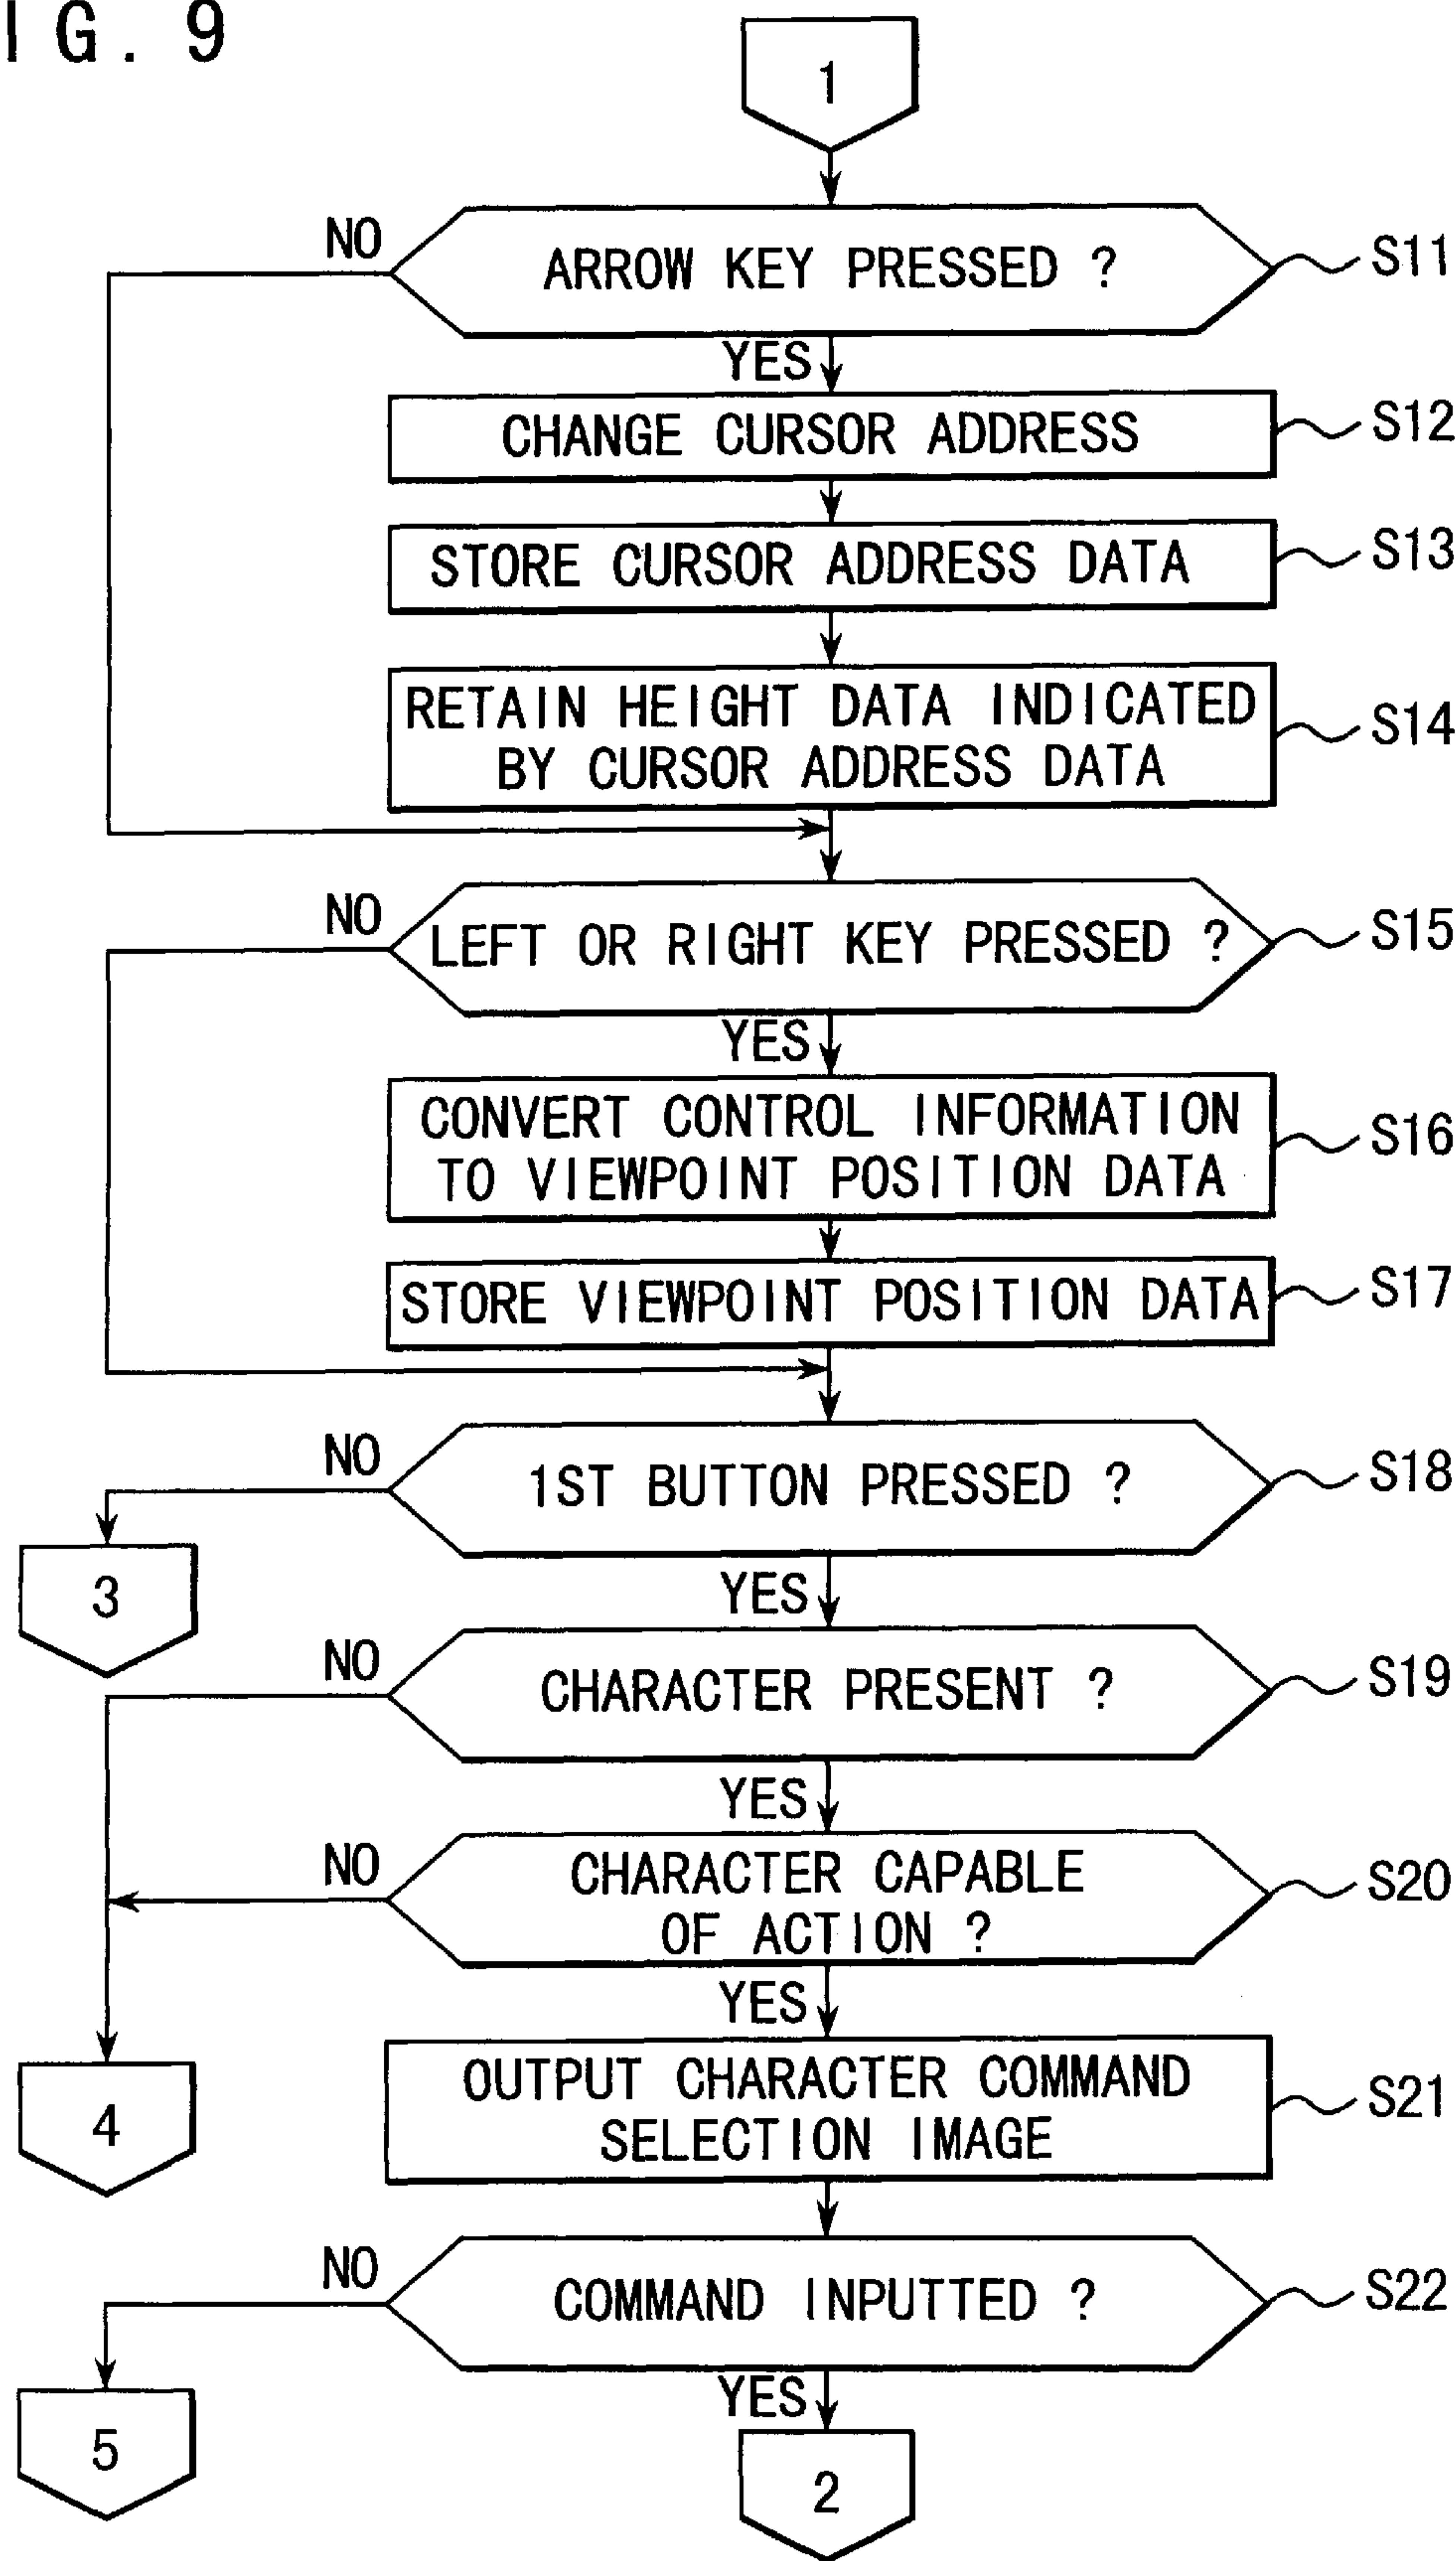 IG. 9
1
NO
ARROW KEY PRESSED ?
S11
YES
CHANGE CURSOR ADDRESS
S12
STORE CURSOR ADDRESS DATA
S13
RETAIN HEIGHT DATA INDICATED
BY CURSOR ADDRESS DATA
S14
NO
LEFT OR RIGHT KEY PRESSED ?
S15
YES
CONVERT CONTROL INFORMATION
TO VIEWPOINT POSITION DATA
S16
STORE VIEWPOINT POSITION DATA
S17
NO
1ST BUTTON PRESSED ?
S18
3
YES
NO
CHARACTER PRESENT ?
S19
YES
NO
CHARACTER CAPABLE
OF ACTION ?
S20
YES
4
OUTPUT CHARACTER COMMAND
SELECTION IMAGE
S21
NO
COMMAND INPUTTED ?
S22
YES
5
2